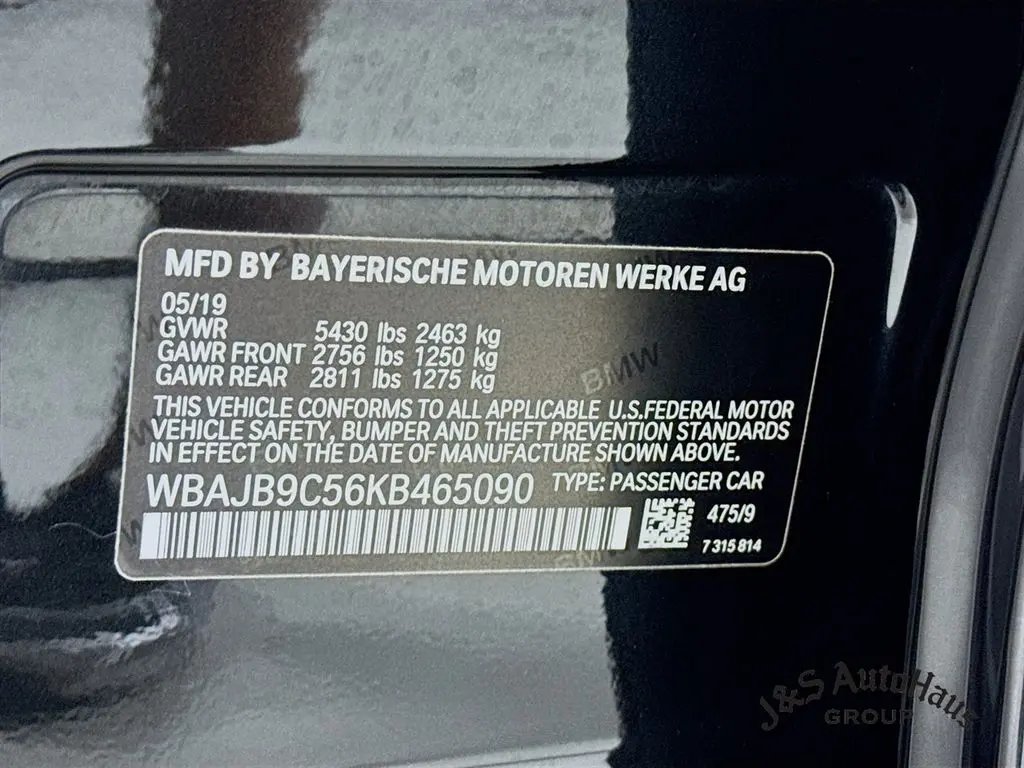 MFD BY BAYERISCHE MOTOREN WERKE AG
05/19
GVWR 5430 lbs 2463 kg
GAWR FRONT 2756 lbs 1250 kg
GAWR REAR 2811 lbs 1275 kg
THIS VEHICLE CONFORMS TO ALL APPLICABLE U.S.FEDERAL MOTOR
VEHICLE SAFETY, BUMPER AND THEFT PREVENTION STANDARDS
IN EFFECT ON THE DATE OF MANUFACTURE SHOWN ABOVE.
WBAJB9C56KB465090 TYPE: PASSENGER CAR
475/9
7 315 814
BMW
J&S AutoHaus
GROUP